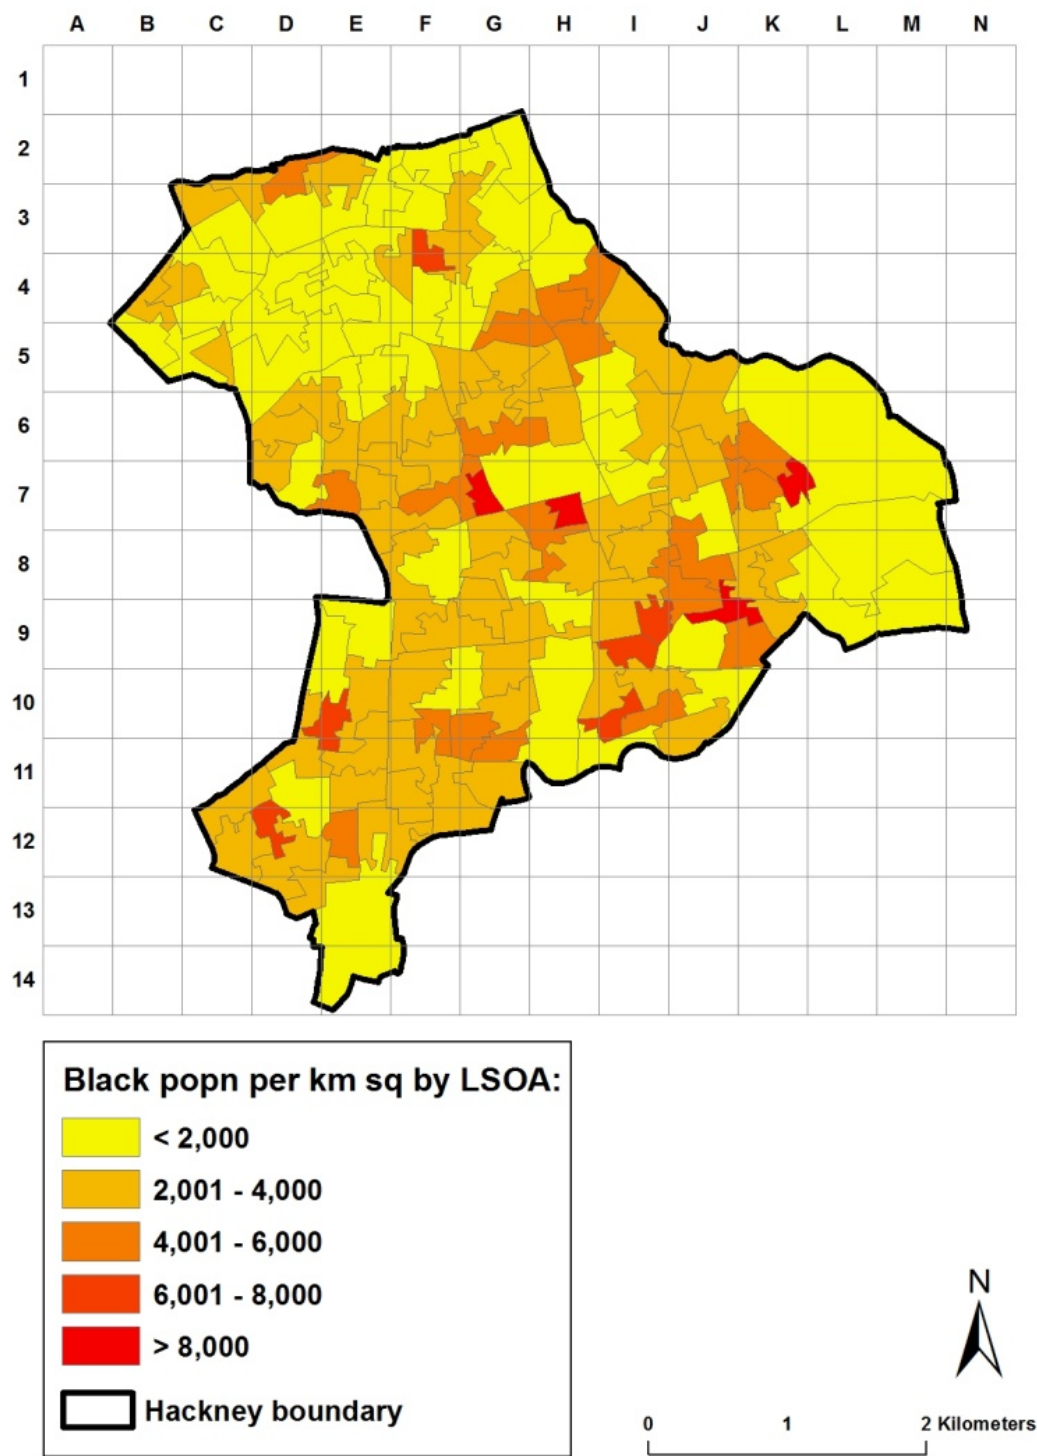 A B C D E F G H I J K L M N
1
2
3
4
5
6
7
8
9
10
11
12
13
14
Black popn per km sq by LSOA:
< 2,000
2,001 - 4,000
4,001 - 6,000
6,001 - 8,000
> 8,000
Hackney boundary
N
0 1 2 Kilometers